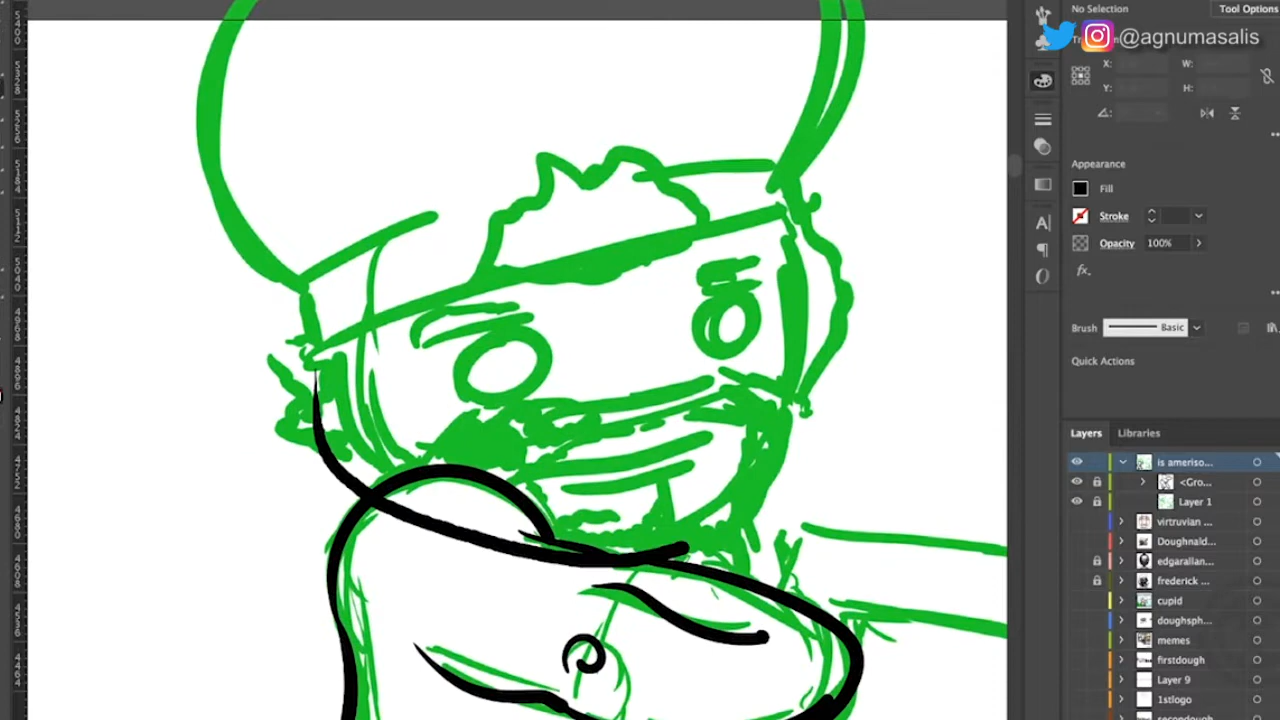 No Selection
Tool Options
@agnumasalis
X:
W:
Y:
H:
Appearance
Fill
Stroke
Opacity
100%
fx.
Brush
Basic
Quick Actions
Layers
Libraries
is ameriso...
<Gro...
Layer 1
virtruvian ...
Doughnald...
edgarallan...
frederick ...
cupid
doughsph...
memes
firstdough
Layer 9
1stlogo